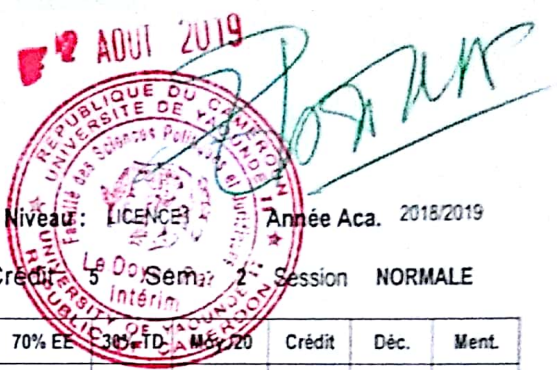 12 AOUT 2019
REPUBLIQUE DU CAMEROUN
UNIVERSITE DE YAOUNDE II
Faculté des Sciences Politiques et Juridiques
Le Doyen Par
Intérim
UNIVERSITY OF YAOUNDE II
REPUBLIC OF CAMEROON
Niveau : LICENCE1 Année Aca. 2018/2019
Crédit 5 Sem. 2 Session NORMALE
70% EE 30% TD Moy/20 Crédit Déc. Ment.